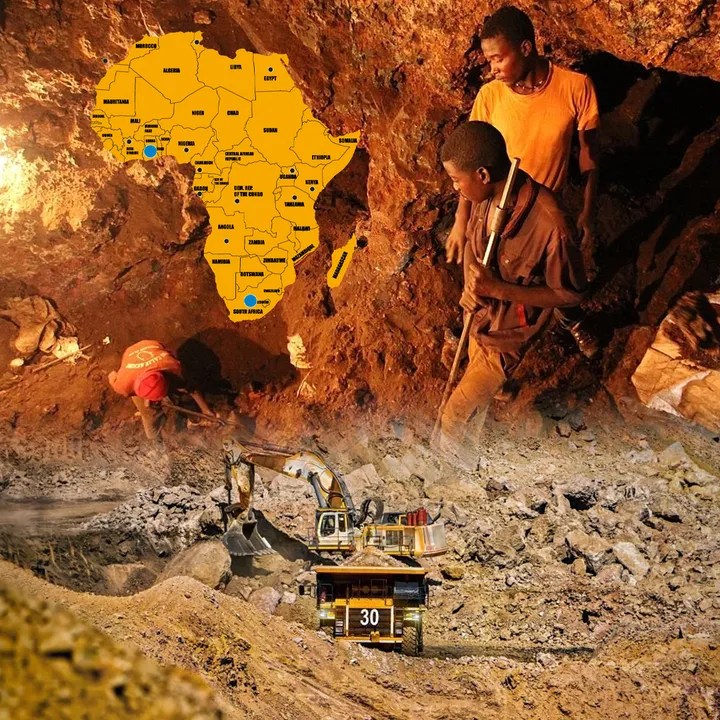 MOROCCO
ALGERIA
LIBYA
EGYPT
MAURITANIA
MALI
NIGER
CHAD
SUDAN
NIGERIA
ETHIOPIA
SOMALIA
CENTRAL AFRICAN
REPUBLIC
CAMEROON
GABON
DEM. REP.
OF THE CONGO
UGANDA
KENYA
TANZANIA
ANGOLA
ZAMBIA
MALAWI
MOZAMBIQUE
ZIMBABWE
NAMIBIA
BOTSWANA
MADAGASCAR
SOUTH AFRICA
30